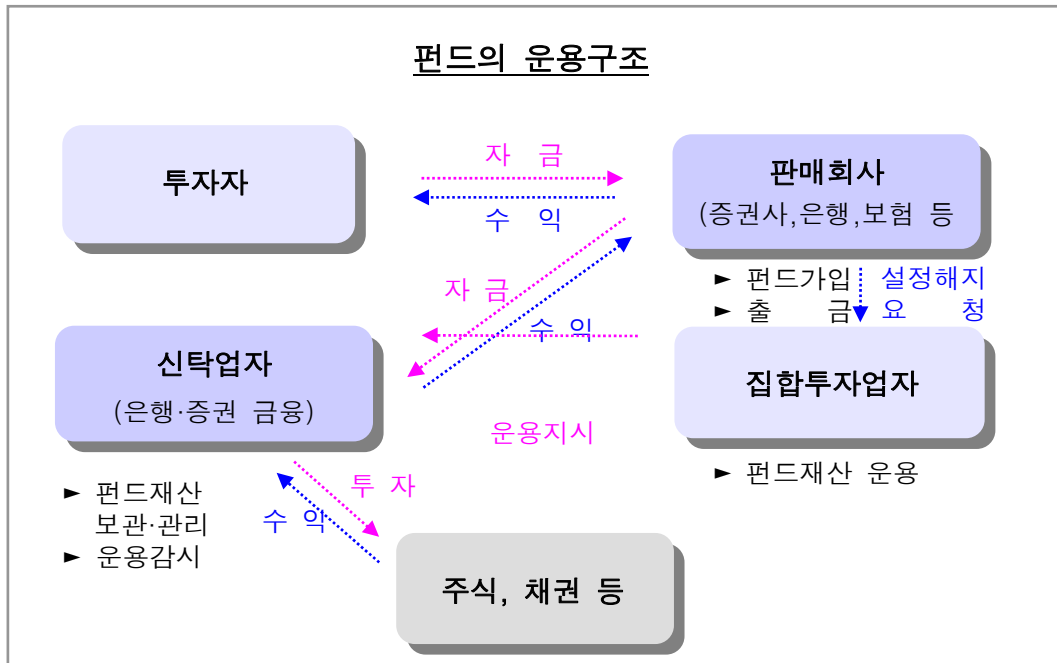 펀드의 운용구조
투자자
자 금
수 익
판매회사
(증권사,은행,보험 등
► 펀드가입
► 출 금
설정해지
요 청
자 금
수 익
신탁업자
(은행·증권 금융)
집합투자업자
운용지시
► 펀드재산 운용
► 펀드재산
보관·관리
► 운용감시
투 자
수 익
주식, 채권 등